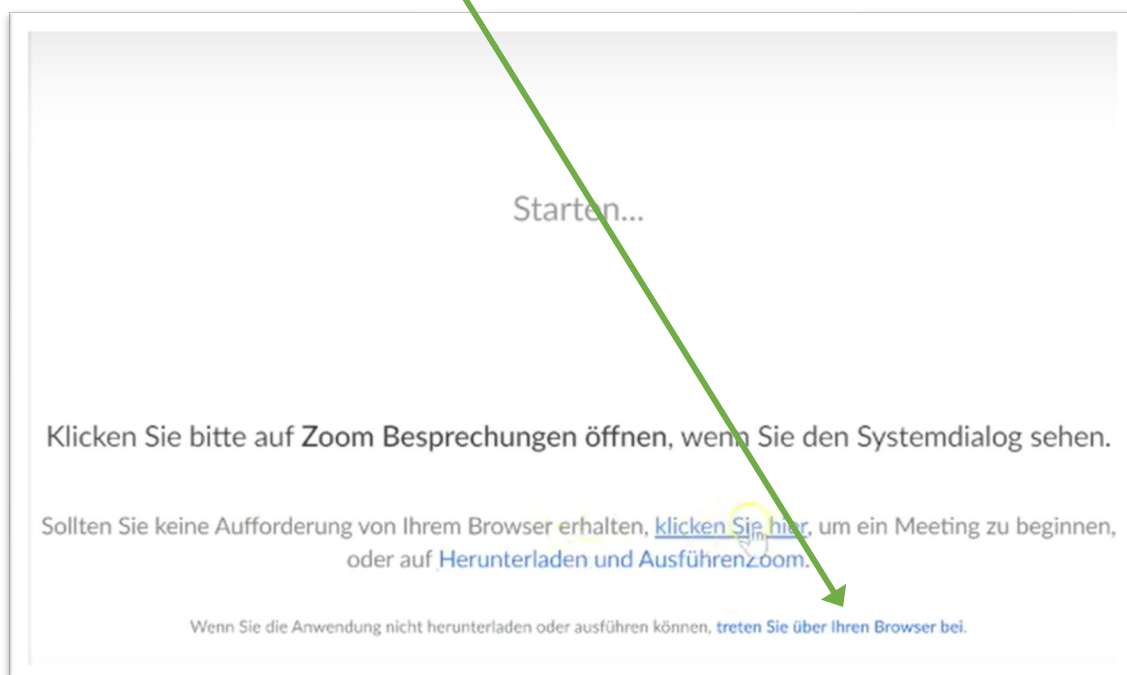 Starten...
Klicken Sie bitte auf Zoom Besprechungen öffnen, wenn Sie den Systemdialog sehen.
Sollten Sie keine Aufforderung von Ihrem Browser erhalten, klicken Sie hier, um ein Meeting zu beginnen,
oder auf Herunterladen und AusführenZoom.
Wenn Sie die Anwendung nicht herunterladen oder ausführen können, treten Sie über Ihren Browser bei.